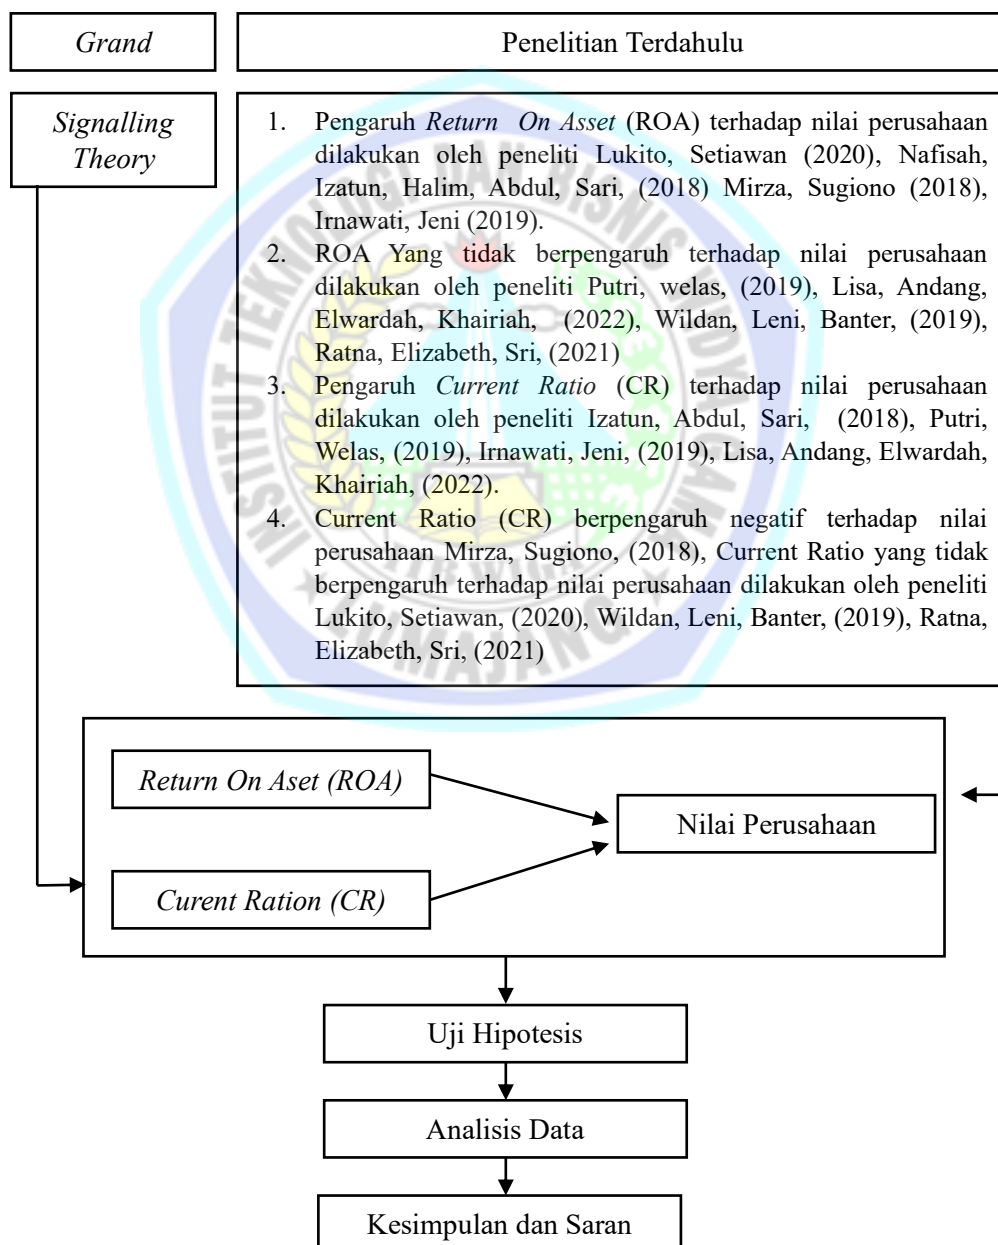 Grand
Penelitian Terdahulu
Signalling
Theory
1. Pengaruh Return On Asset (ROA) terhadap nilai perusahaan
dilakukan oleh peneliti Lukito, Setiawan (2020), Nafisah,
Izatun, Halim, Abdul, Sari, (2018) Mirza, Sugiono (2018),
Irnawati, Jeni (2019).
2. ROA Yang tidak berpengaruh terhadap nilai perusahaan
dilakukan oleh peneliti Putri, welas, (2019), Lisa, Andang,
Elwardah, Khairiah, (2022), Wildan, Leni, Banter, (2019),
Ratna, Elizabeth, Sri, (2021)
3. Pengaruh Current Ratio (CR) terhadap nilai perusahaan
dilakukan oleh peneliti Izatun, Abdul, Sari, (2018), Putri,
Welas, (2019), Irnawati, Jeni, (2019), Lisa, Andang, Elwardah,
Khairiah, (2022).
4. Current Ratio (CR) berpengaruh negatif terhadap nilai
perusahaan Mirza, Sugiono, (2018), Current Ratio yang tidak
berpengaruh terhadap nilai perusahaan dilakukan oleh peneliti
Lukito, Setiawan, (2020), Wildan, Leni, Banter, (2019), Ratna,
Elizabeth, Sri, (2021)
INSTITUT TEKNOLOGI DAN BISNIS WIDYA GAMA
LUMAJANG
Return On Aset (ROA)
Nilai Perusahaan
Curent Ration (CR)
Uji Hipotesis
Analisis Data
Kesimpulan dan Saran